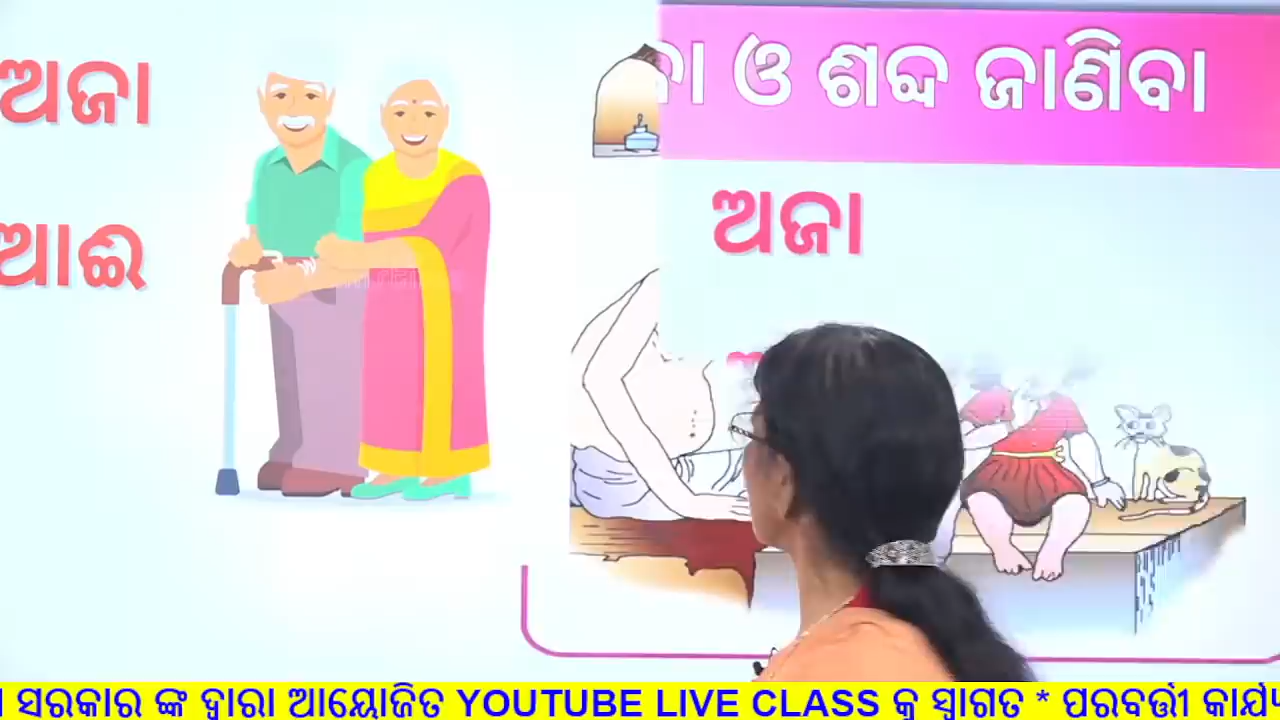 ଅଜା
ଆଈ
ବା ଓ ଶବ୍ଦ ଜାଣିବା
ଅଜା
ସରକାର ଙ୍କ ଦ୍ୱାରା ଆୟୋଜିତ YOUTUBE LIVE CLASS କୁ ସ୍ୱାଗତ * ପରବର୍ତ୍ତୀ